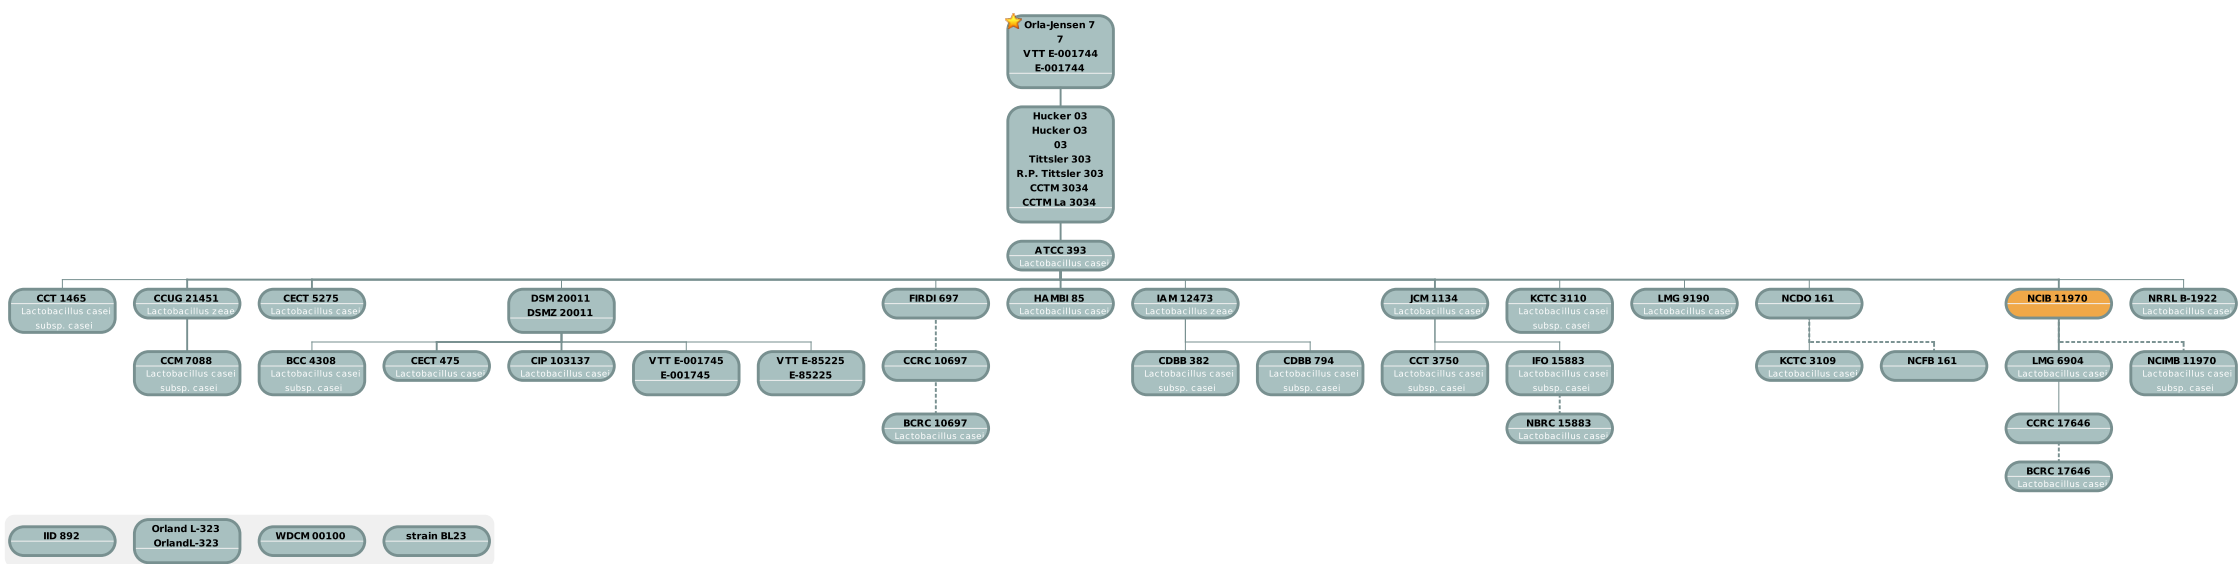 Orla-Jensen 7
7
VTT E-001744
E-001744
Hucker 03
Hucker O3
03
Tittsler 303
R.P. Tittsler 303
CCTM 3034
CCTM La 3034
ATCC 393
Lactobacillus casei
CCT 1465
Lactobacillus casei
subsp. casei
CCUG 21451
Lactobacillus zeae
CECT 5275
Lactobacillus casei
DSM 20011
DSMZ 20011
FIRDI 697
HAMBI 85
Lactobacillus casei
IAM 12473
Lactobacillus zeae
JCM 1134
Lactobacillus casei
KCTC 3110
Lactobacillus casei
subsp. casei
LMG 9190
Lactobacillus casei
NCDO 161
NCIB 11970
NRRL B-1922
Lactobacillus casei
CCM 7088
Lactobacillus casei
subsp. casei
BCC 4308
Lactobacillus casei
subsp. casei
CECT 475
Lactobacillus casei
CIP 103137
Lactobacillus casei
VTT E-001745
E-001745
VTT E-85225
E-85225
CCRC 10697
CDBB 382
Lactobacillus casei
subsp. casei
CDBB 794
Lactobacillus casei
subsp. casei
CCT 3750
Lactobacillus casei
subsp. casei
IFO 15883
Lactobacillus casei
subsp. casei
KCTC 3109
Lactobacillus casei
NCFB 161
LMG 6904
Lactobacillus casei
NCIMB 11970
Lactobacillus casei
subsp. casei
BCRC 10697
Lactobacillus casei
NBRC 15883
Lactobacillus casei
CCRC 17646
BCRC 17646
Lactobacillus casei
IID 892
Orland L-323
OrlandL-323
WDCM 00100
strain BL23